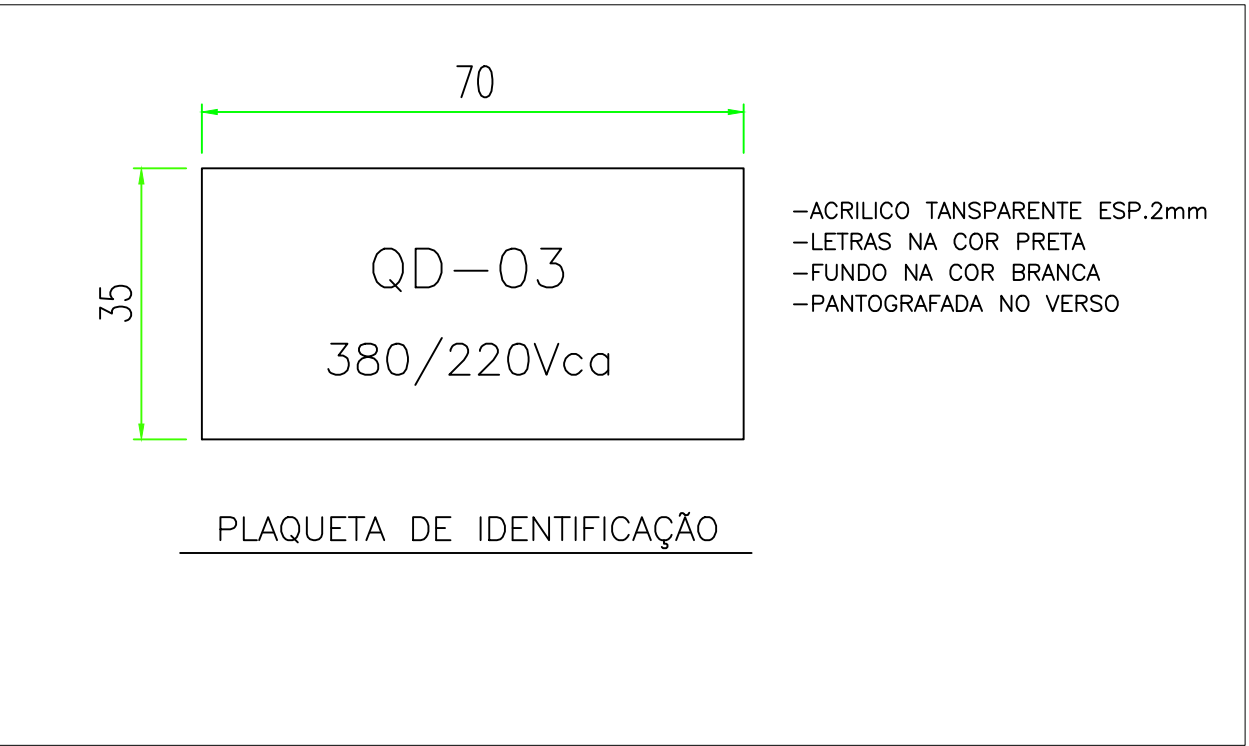 70
35
QD-03
380/220Vca
-ACRILICO TANSPARENTE ESP.2mm
-LETRAS NA COR PRETA
-FUNDO NA COR BRANCA
-PANTOGRAFADA NO VERSO
PLAQUETA DE IDENTIFICAÇÃO